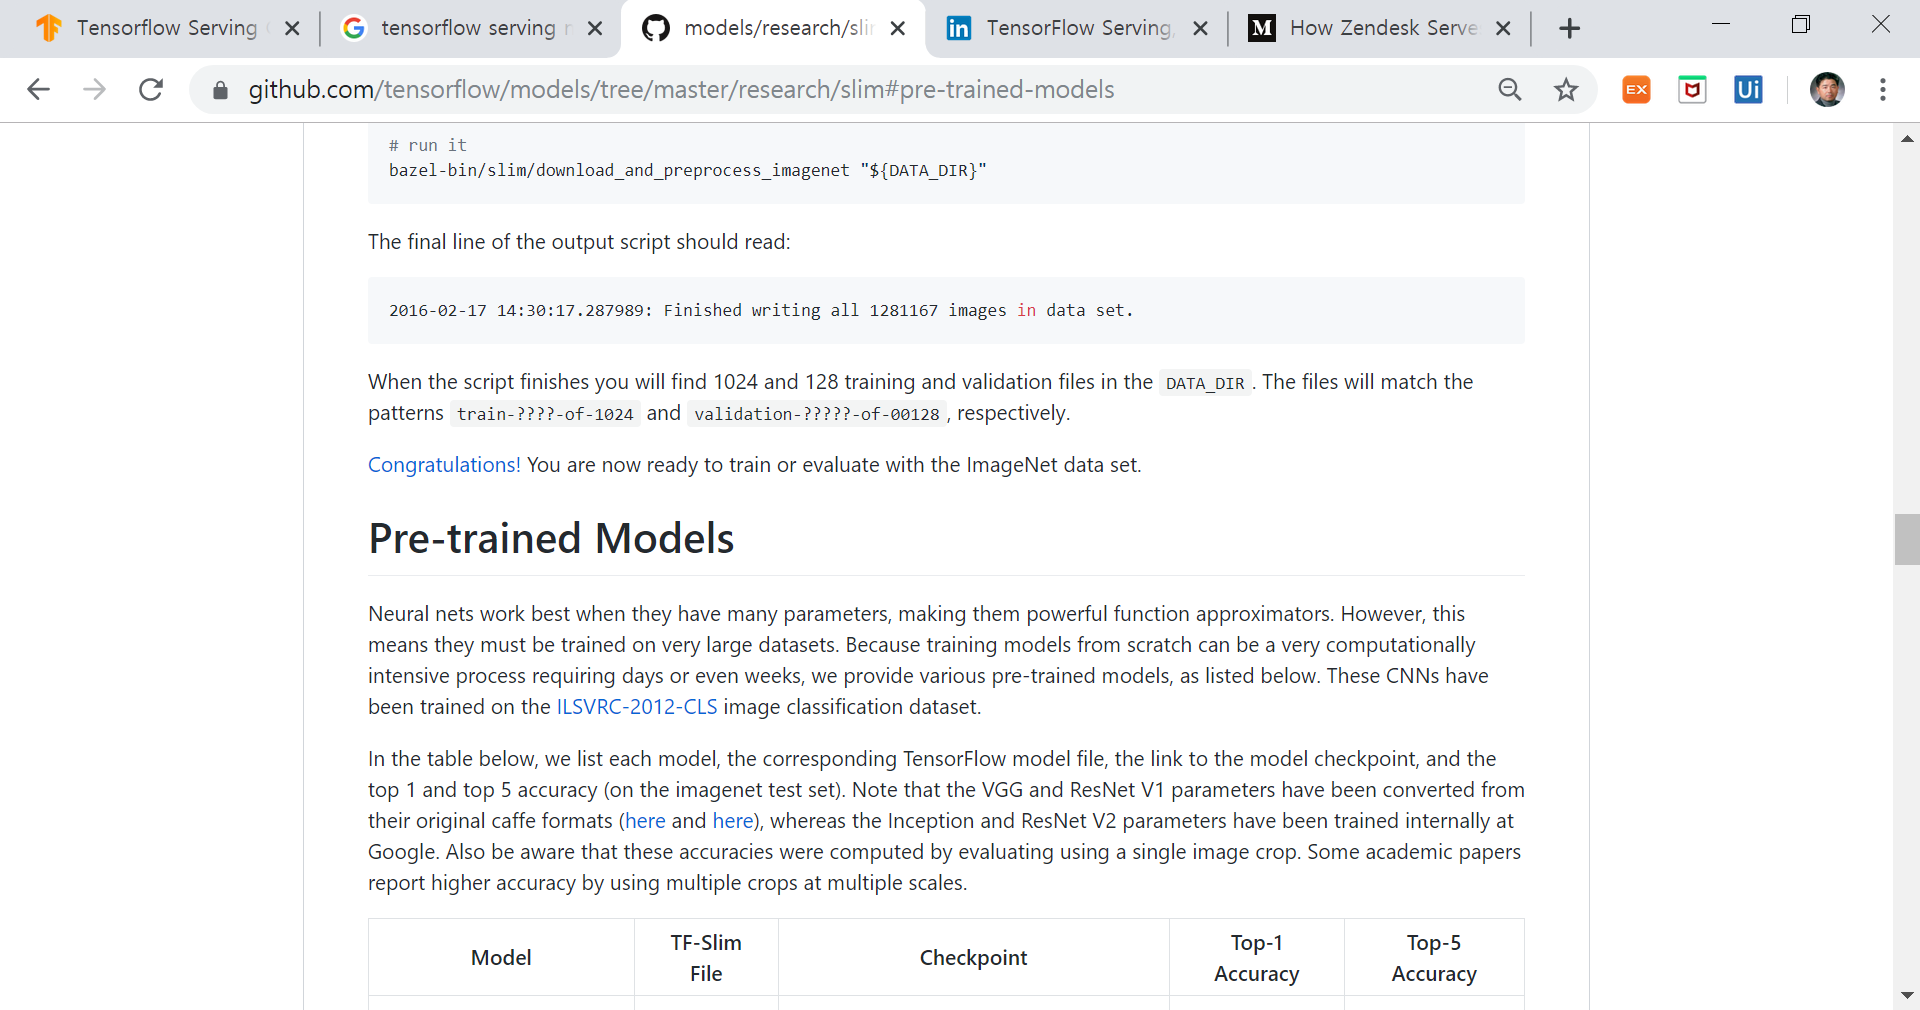 Tensorflow Serving
tensorflow serving
models/research/sli
TensorFlow Serving,
M How Zendesk Serve
github.com/tensorflow/models/tree/master/research/slim#pre-trained-models
EX
Ui
# run it
bazel-bin/slim/download_and_preprocess_imagenet "${DATA_DIR}"
The final line of the output script should read:
2016-02-17 14:30:17.287989: Finished writing all 1281167 images in data set.
When the script finishes you will find 1024 and 128 training and validation files in the DATA_DIR. The files will match the
patterns train-????-of-1024 and validation-?????-of-00128, respectively.
Congratulations! You are now ready to train or evaluate with the ImageNet data set.
Pre-trained Models
Neural nets work best when they have many parameters, making them powerful function approximators. However, this
means they must be trained on very large datasets. Because training models from scratch can be a very computationally
intensive process requiring days or even weeks, we provide various pre-trained models, as listed below. These CNNs have
been trained on the ILSVRC-2012-CLS image classification dataset.
In the table below, we list each model, the corresponding TensorFlow model file, the link to the model checkpoint, and the
top 1 and top 5 accuracy (on the imagenet test set). Note that the VGG and ResNet V1 parameters have been converted from
their original caffe formats (here and here), whereas the Inception and ResNet V2 parameters have been trained internally at
Google. Also be aware that these accuracies were computed by evaluating using a single image crop. Some academic papers
report higher accuracy by using multiple crops at multiple scales.
Model
TF-Slim
File
Checkpoint
Top-1
Accuracy
Top-5
Accuracy